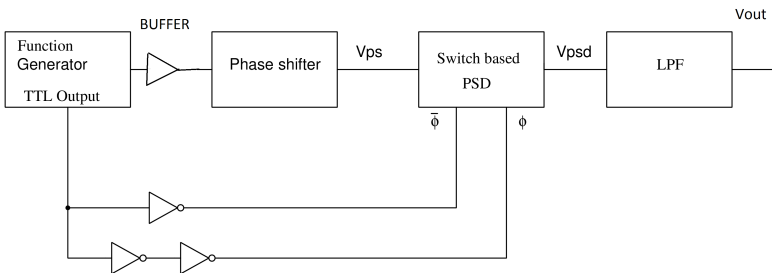 BUFFER
Vout
Function
Generator
TTL Output
Phase shifter
Vps
Switch based
PSD
Vpsd
LPF
ϕ̅
ϕ